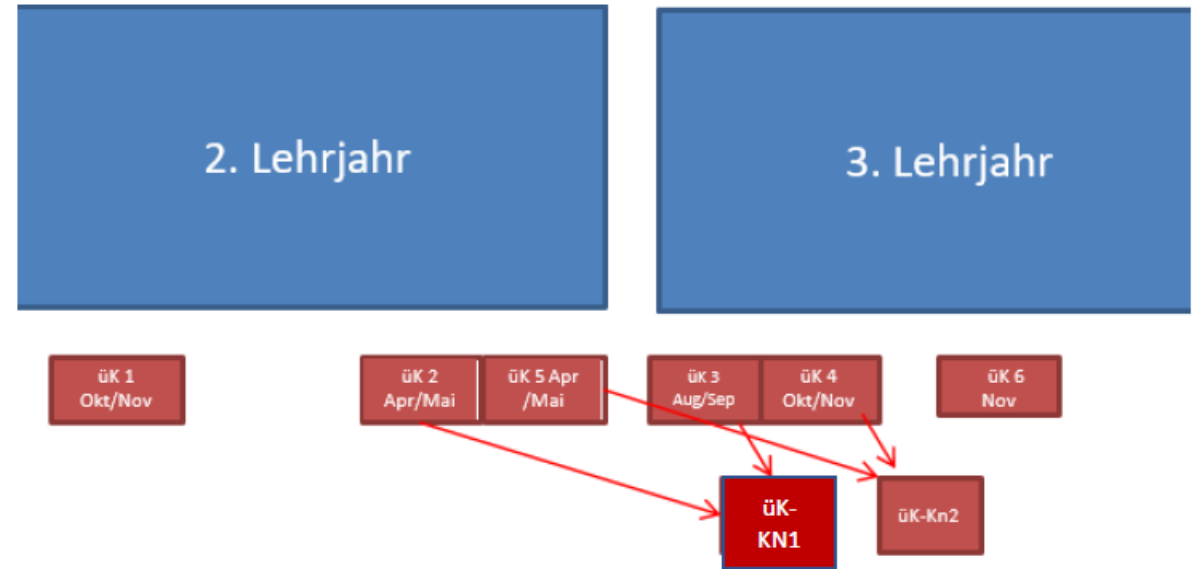 2. Lehrjahr
3. Lehrjahr
üK 1
Okt/Nov
üK 2
Apr/Mai
üK 5 Apr
/Mai
üK 3
Aug/Sep
üK 4
Okt/Nov
üK 6
Nov
üK-
KN1
üK-Kn2